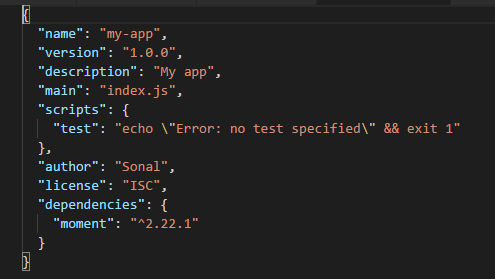 {
"name": "my-app",
"version": "1.0.0",
"description": "My app",
"main": "index.js",
"scripts": {
"test": "echo \"Error: no test specified\" && exit 1"
},
"author": "Sonal",
"license": "ISC",
"dependencies": {
"moment": "^2.22.1"
}
}